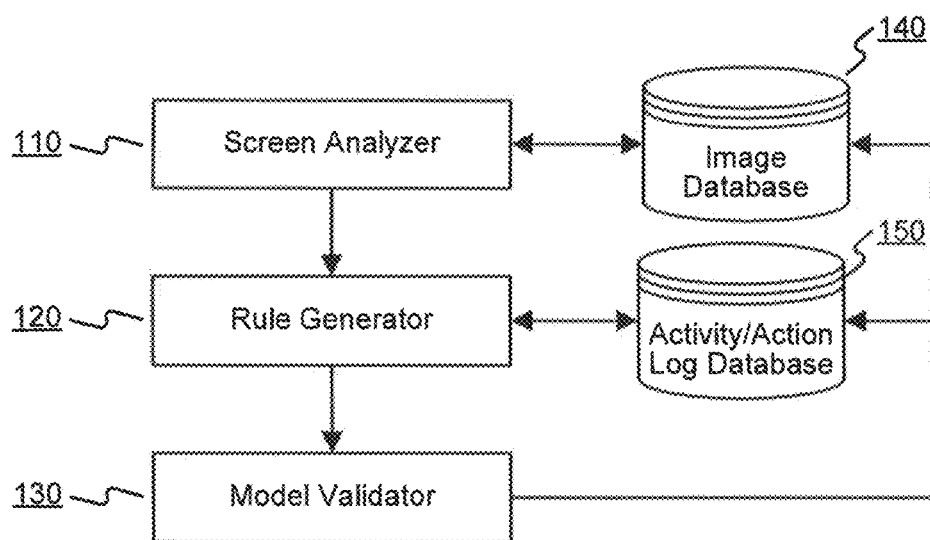 140
110
Screen Analyzer
Image
Database
150
120
Rule Generator
Activity/Action
Log Database
130
Model Validator